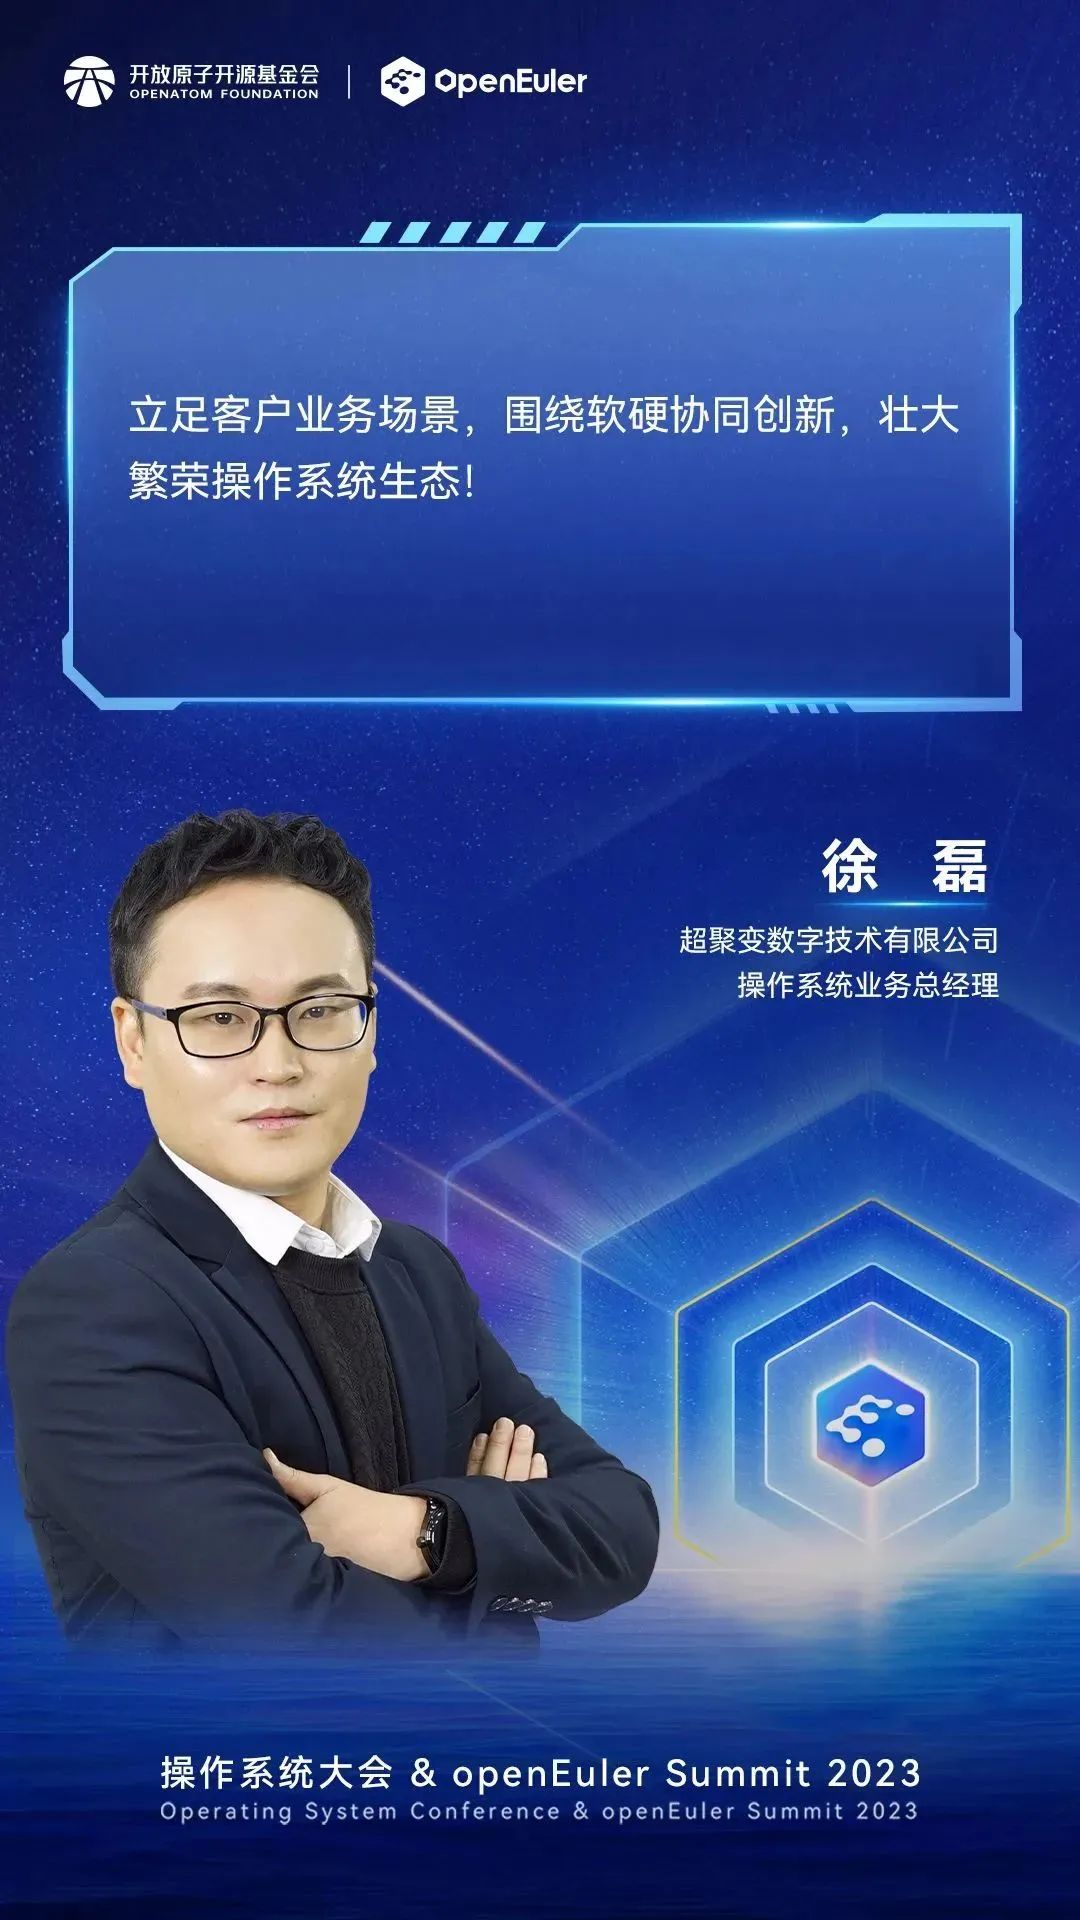 开放原子开源基金会
OPENATOM FOUNDATION
OpenEuler
立足客户业务场景，围绕软硬协同创新，壮大
繁荣操作系统生态！
徐 磊
超聚变数字技术有限公司
操作系统业务总经理
操作系统大会 & openEuler Summit 2023
Operating System Conference & openEuler Summit 2023